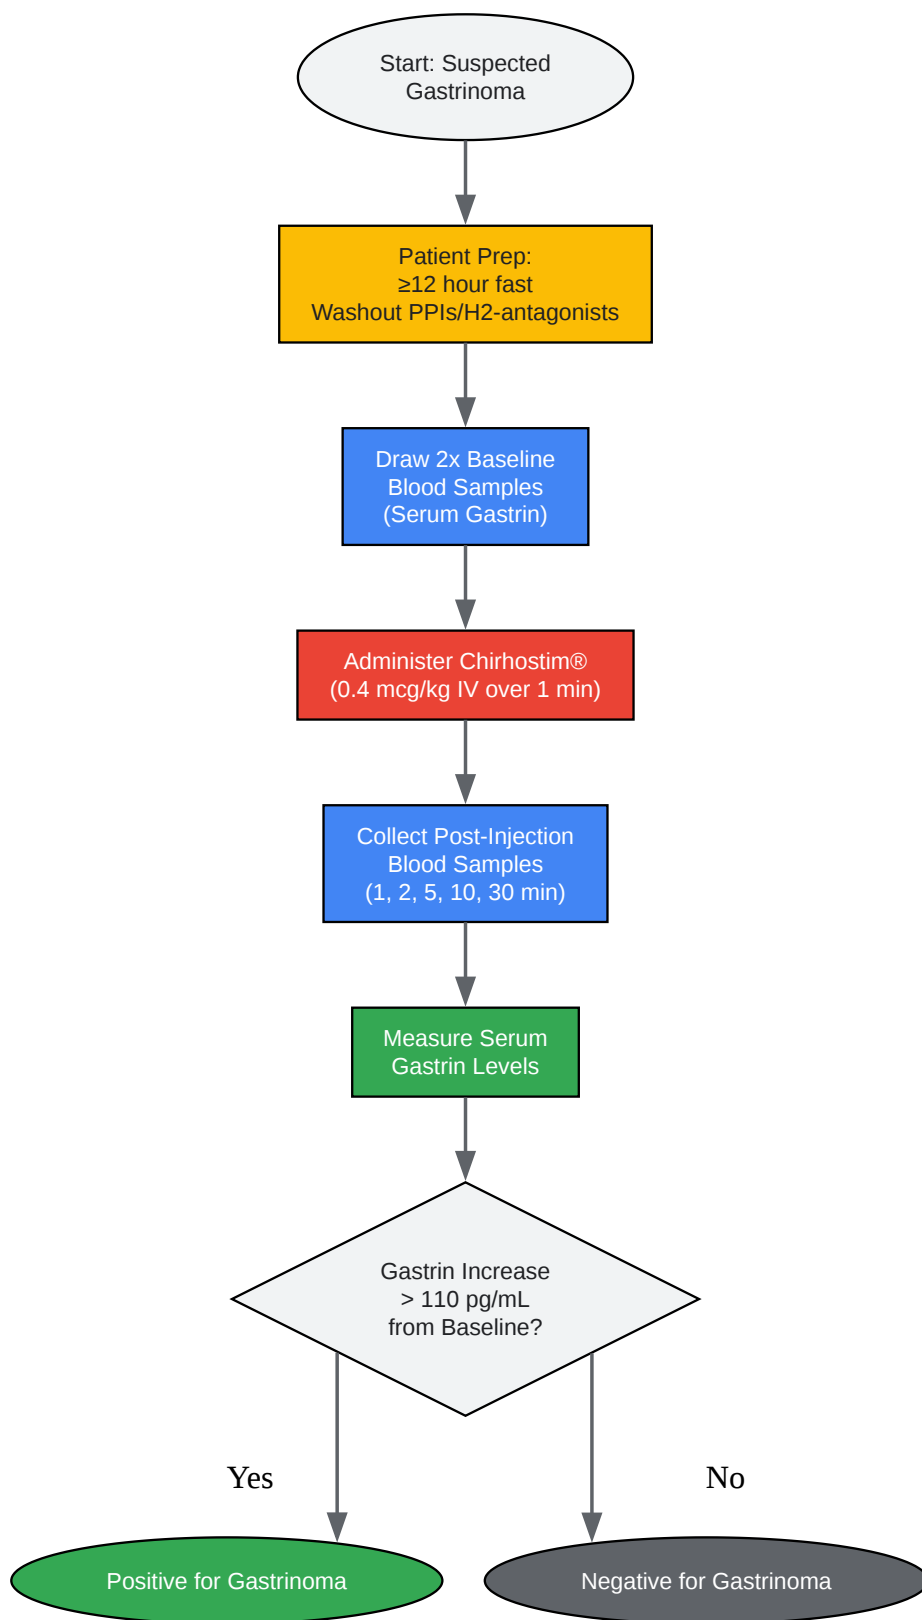 Start: Suspected
Gastrinoma
Patient Prep:
≥12 hour fast
Washout PPIs/H2-antagonists
Draw 2x Baseline
Blood Samples
(Serum Gastrin)
Administer Chirhostim®
(0.4 mcg/kg IV over 1 min)
Collect Post-Injection
Blood Samples
(1, 2, 5, 10, 30 min)
Measure Serum
Gastrin Levels
Gastrin Increase
> 110 pg/mL
from Baseline?
Yes
No
Positive for Gastrinoma
Negative for Gastrinoma